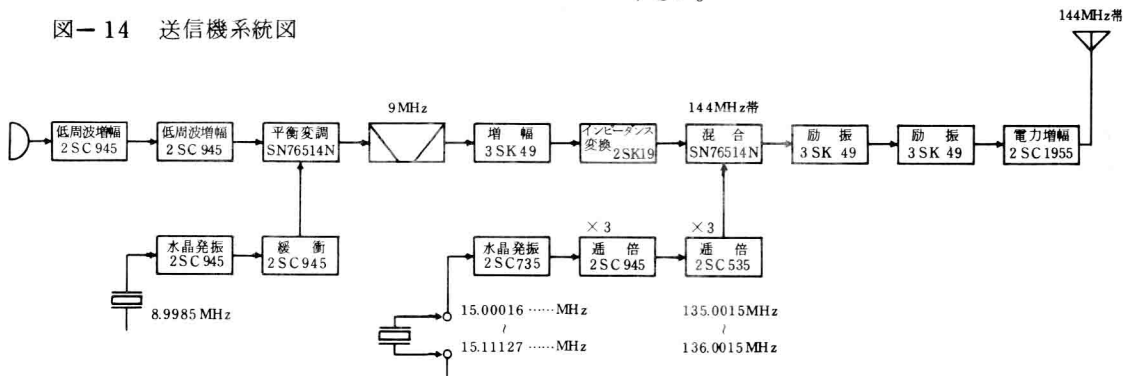 図－14 送信機系統図
144MHz帯
9MHz
144MHz帯
低周波増幅
2SC945
低周波増幅
2SC945
平衡変調
SN76514N
増幅
3SK49
インピーダンス
変換 2SK19
混合
SN76514N
励振
3SK 49
励振
3SK 49
電力増幅
2SC1955
×3
×3
水晶発振
2SC945
緩衝
2SC945
水晶発振
2SC735
逓倍
2SC945
逓倍
2SC535
8.9985MHz
15.00016……MHz
～
15.11127……MHz
135.0015MHz
～
136.0015MHz